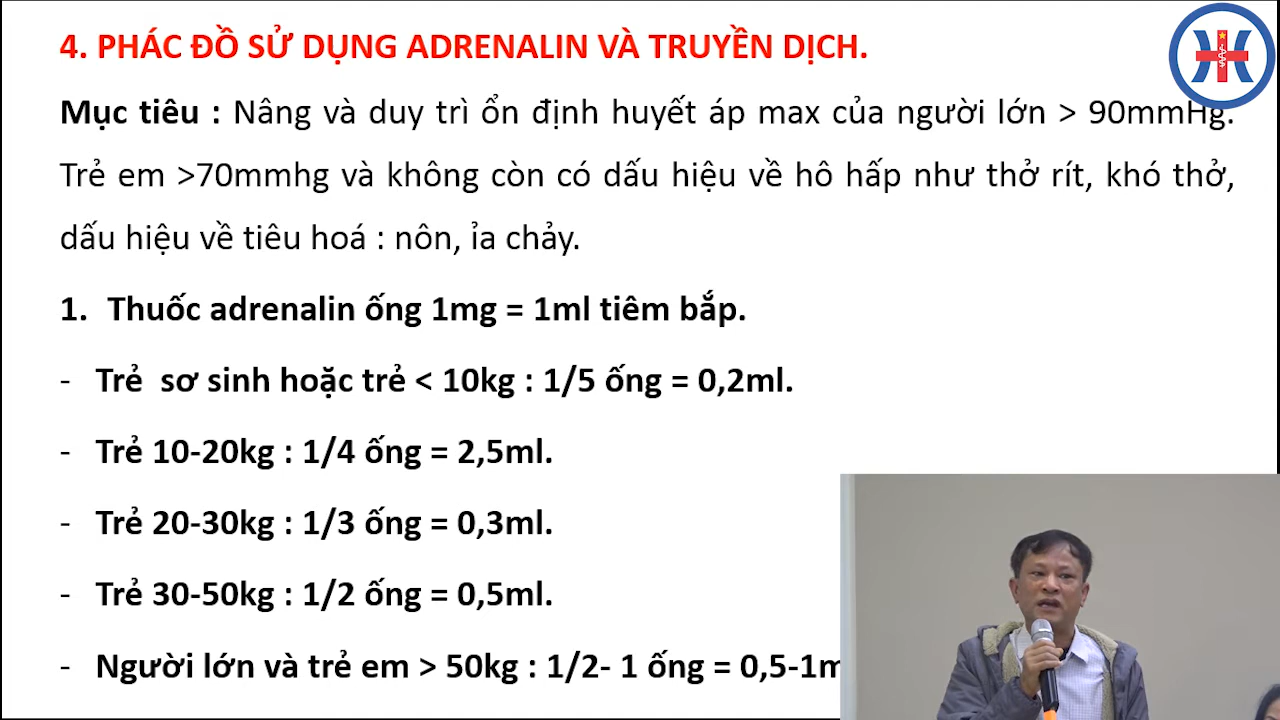 4. PHÁC ĐỒ SỬ DỤNG ADRENALIN VÀ TRUYỀN DỊCH.
Mục tiêu : Nâng và duy trì ổn định huyết áp max của người lớn > 90mmHg.
Trẻ em >70mmhg và không còn có dấu hiệu về hô hấp như thở rít, khó thở,
dấu hiệu về tiêu hoá : nôn, ỉa chảy.
1. Thuốc adrenalin ống 1mg = 1ml tiêm bắp.
- Trẻ sơ sinh hoặc trẻ < 10kg : 1/5 ống = 0,2ml.
- Trẻ 10-20kg : 1/4 ống = 2,5ml.
- Trẻ 20-30kg : 1/3 ống = 0,3ml.
- Trẻ 30-50kg : 1/2 ống = 0,5ml.
- Người lớn và trẻ em > 50kg : 1/2- 1 ống = 0,5-1m